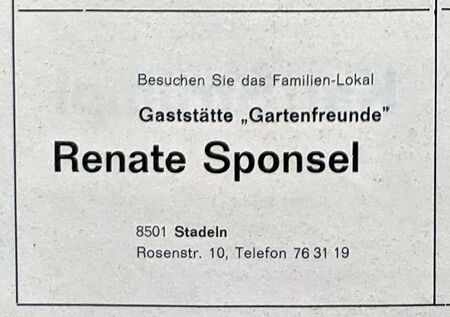 Besuchen Sie das Familien-Lokal
Gaststätte „Gartenfreunde”
Renate Sponsel
8501 Stadeln
Rosenstr. 10, Telefon 76 31 19